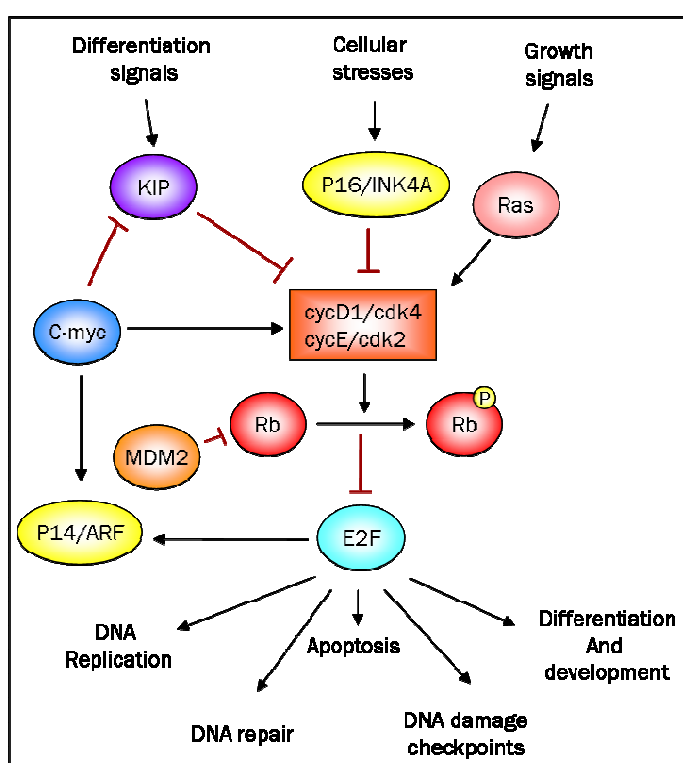 Differentiation
signals
Cellular
stresses
Growth
signals
KIP
P16/INK4A
Ras
C-myc
cycD1/cdk4
cycE/cdk2
Rb
P
Rb
MDM2
P14/ARF
E2F
DNA
Replication
Apoptosis
Differentiation
And
development
DNA repair
DNA damage
checkpoints